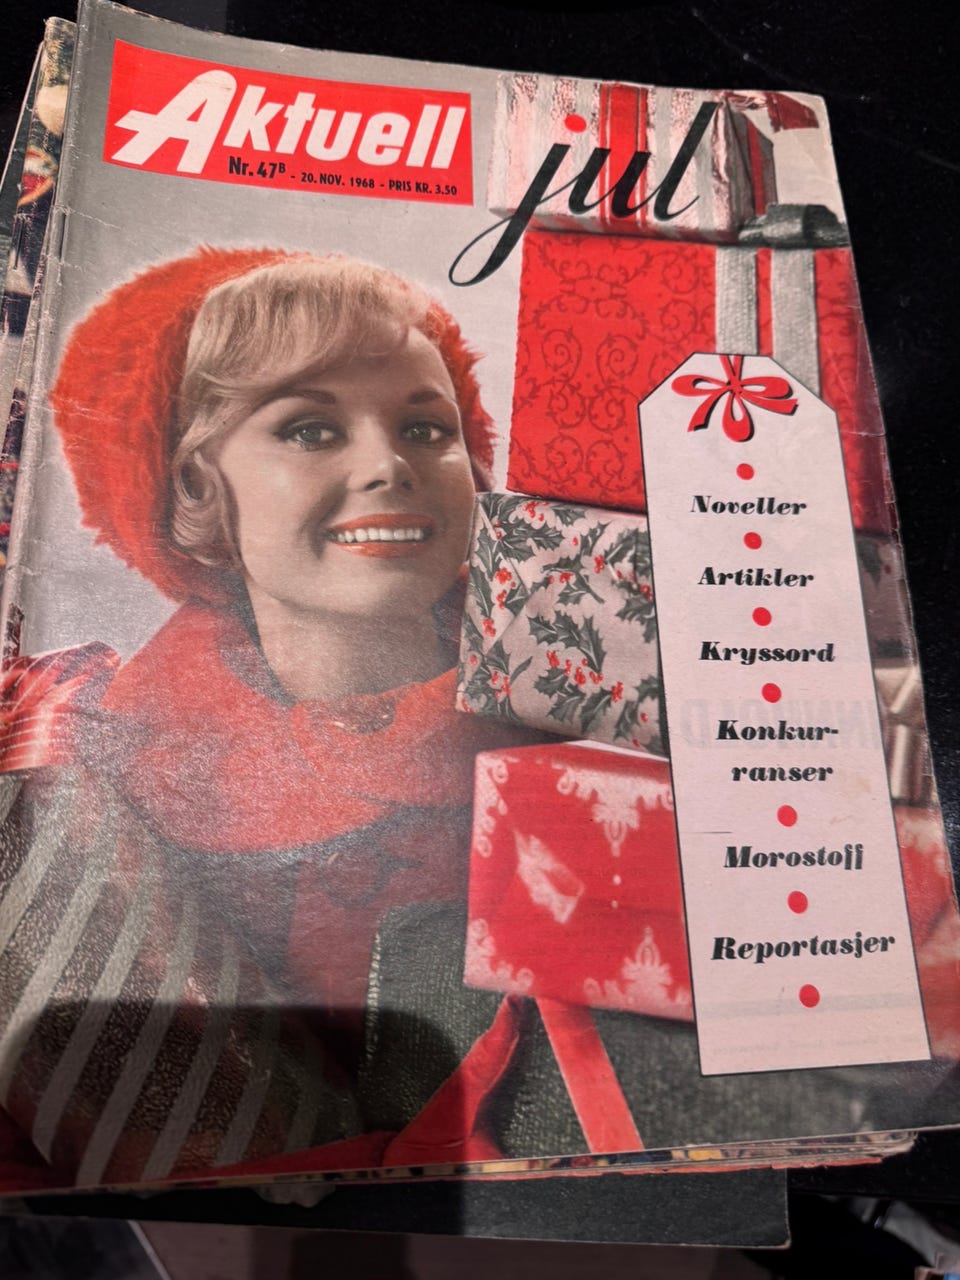 Aktuell
Nr. 47B - 20. NOV. 1968 - PRIS KR. 3.50
jul
Noveller
Artikler
Kryssord
Konkur-
ranser
Morostoff
Reportasjer